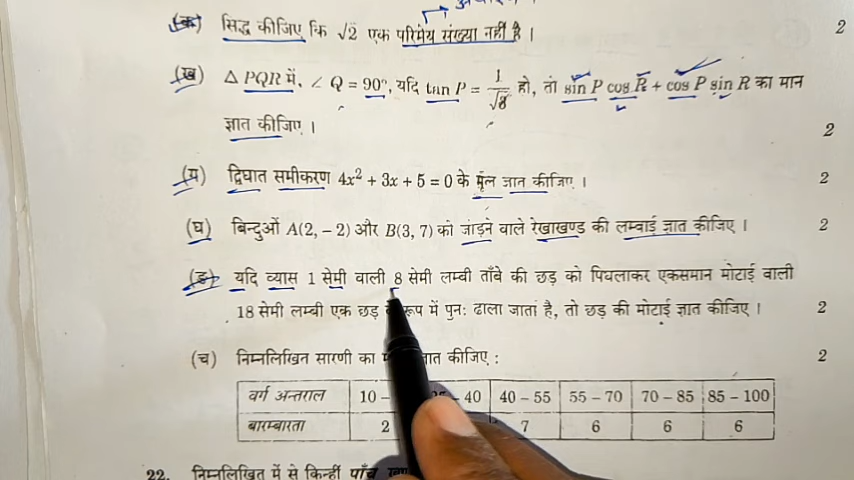 (क) सिद्ध कीजिए कि √2 एक परिमेय संख्या नहीं है । 2
(ख) △ PQR में, ∠ Q = 90°, यदि tan P = 1/√8 हो, तो sin P cos R + cos P sin R का मान
ज्ञात कीजिए । 2
(ग) द्विघात समीकरण 4x² + 3x + 5 = 0 के मूल ज्ञात कीजिए । 2
(घ) बिन्दुओं A(2, – 2) और B(3, 7) को जोड़ने वाले रेखाखण्ड की लम्बाई ज्ञात कीजिए । 2
(ङ) यदि व्यास 1 सेमी वाली 8 सेमी लम्बी ताँबे की छड़ को पिघलाकर एकसमान मोटाई वाली
18 सेमी लम्बी एक छड़ के रूप में पुनः ढाला जाता है, तो छड़ की मोटाई ज्ञात कीजिए । 2
(च) निम्नलिखित सारणी का ज्ञात कीजिए : 2
वर्ग अन्तराल 10 – – 40 40 – 55 55 – 70 70 – 85 85 – 100
बारम्बारता 2 7 6 6 6
22. निम्नलिखित में से किन्हीं पाँच